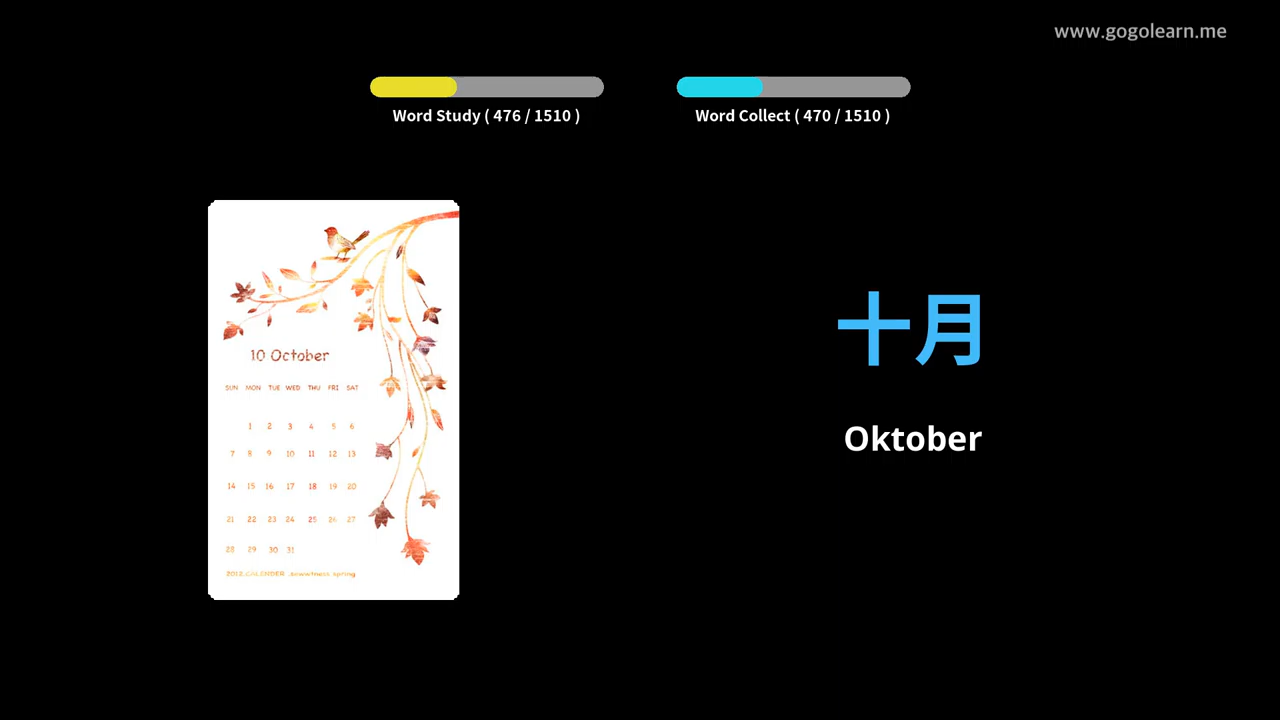 www.gogolearn.me
Word Study ( 476 / 1510 )
Word Collect ( 470 / 1510 )
10 October
SUN MON TUE WED THU FRI SAT
1 2 3 4 5 6
7 8 9 10 11 12 13
14 15 16 17 18 19 20
21 22 23 24 25 26 27
28 29 30 31
2012.CALENDER
十月
Oktober